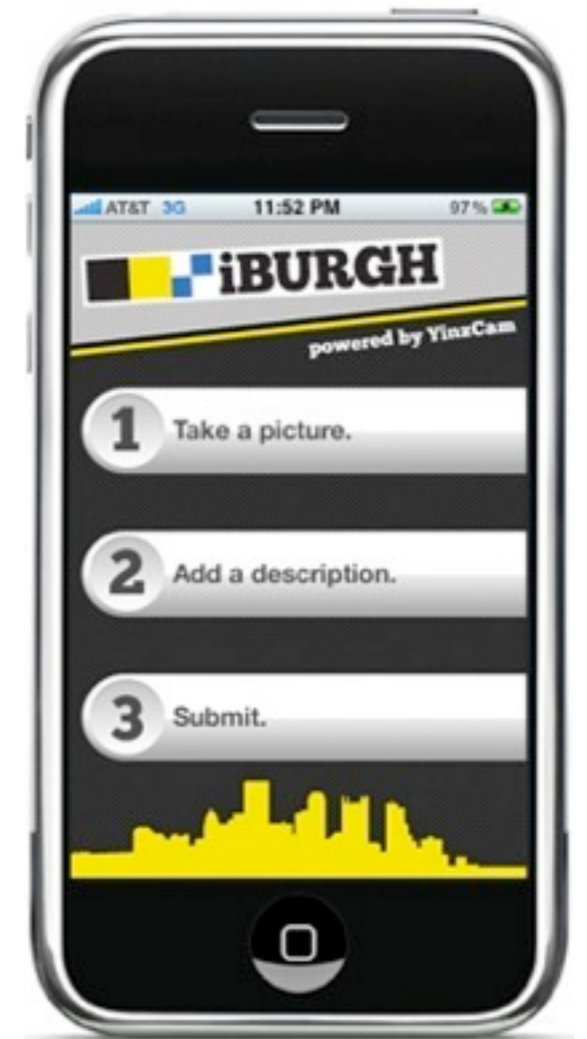 AT&T 3G 11:52 PM 97%
iBURGH
powered by YinzCam
1 Take a picture.
2 Add a description.
3 Submit.